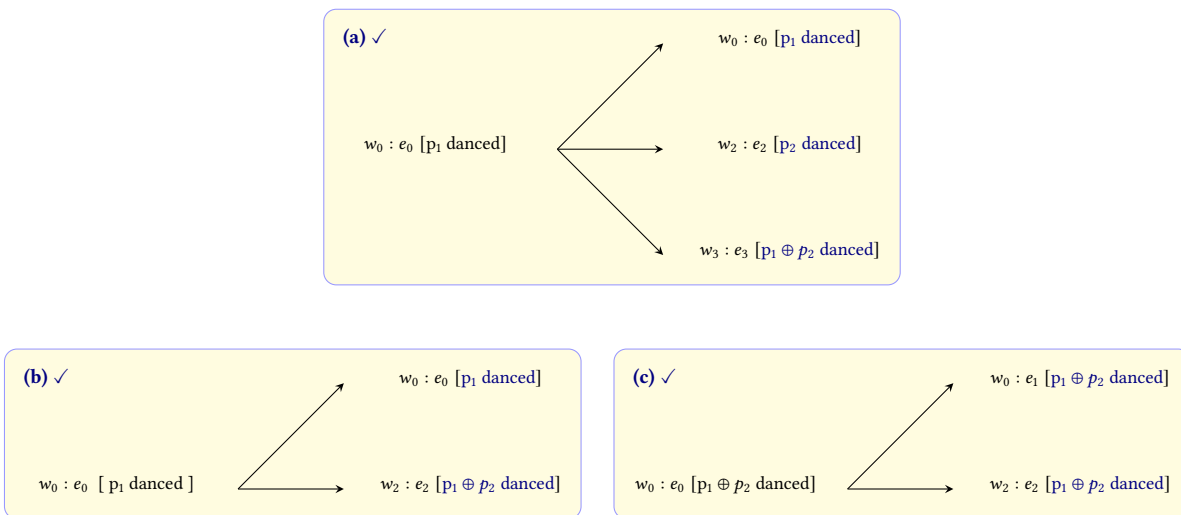 (a) ✓
w₀ : e₀ [p₁ danced]
w₀ : e₀ [p₁ danced]
w₂ : e₂ [p₂ danced]
w₃ : e₃ [p₁ ⊕ p₂ danced]
(b) ✓
w₀ : e₀ [p₁ danced]
w₀ : e₀ [ p₁ danced ]
w₂ : e₂ [p₁ ⊕ p₂ danced]
(c) ✓
w₀ : e₁ [p₁ ⊕ p₂ danced]
w₀ : e₀ [p₁ ⊕ p₂ danced]
w₂ : e₂ [p₁ ⊕ p₂ danced]